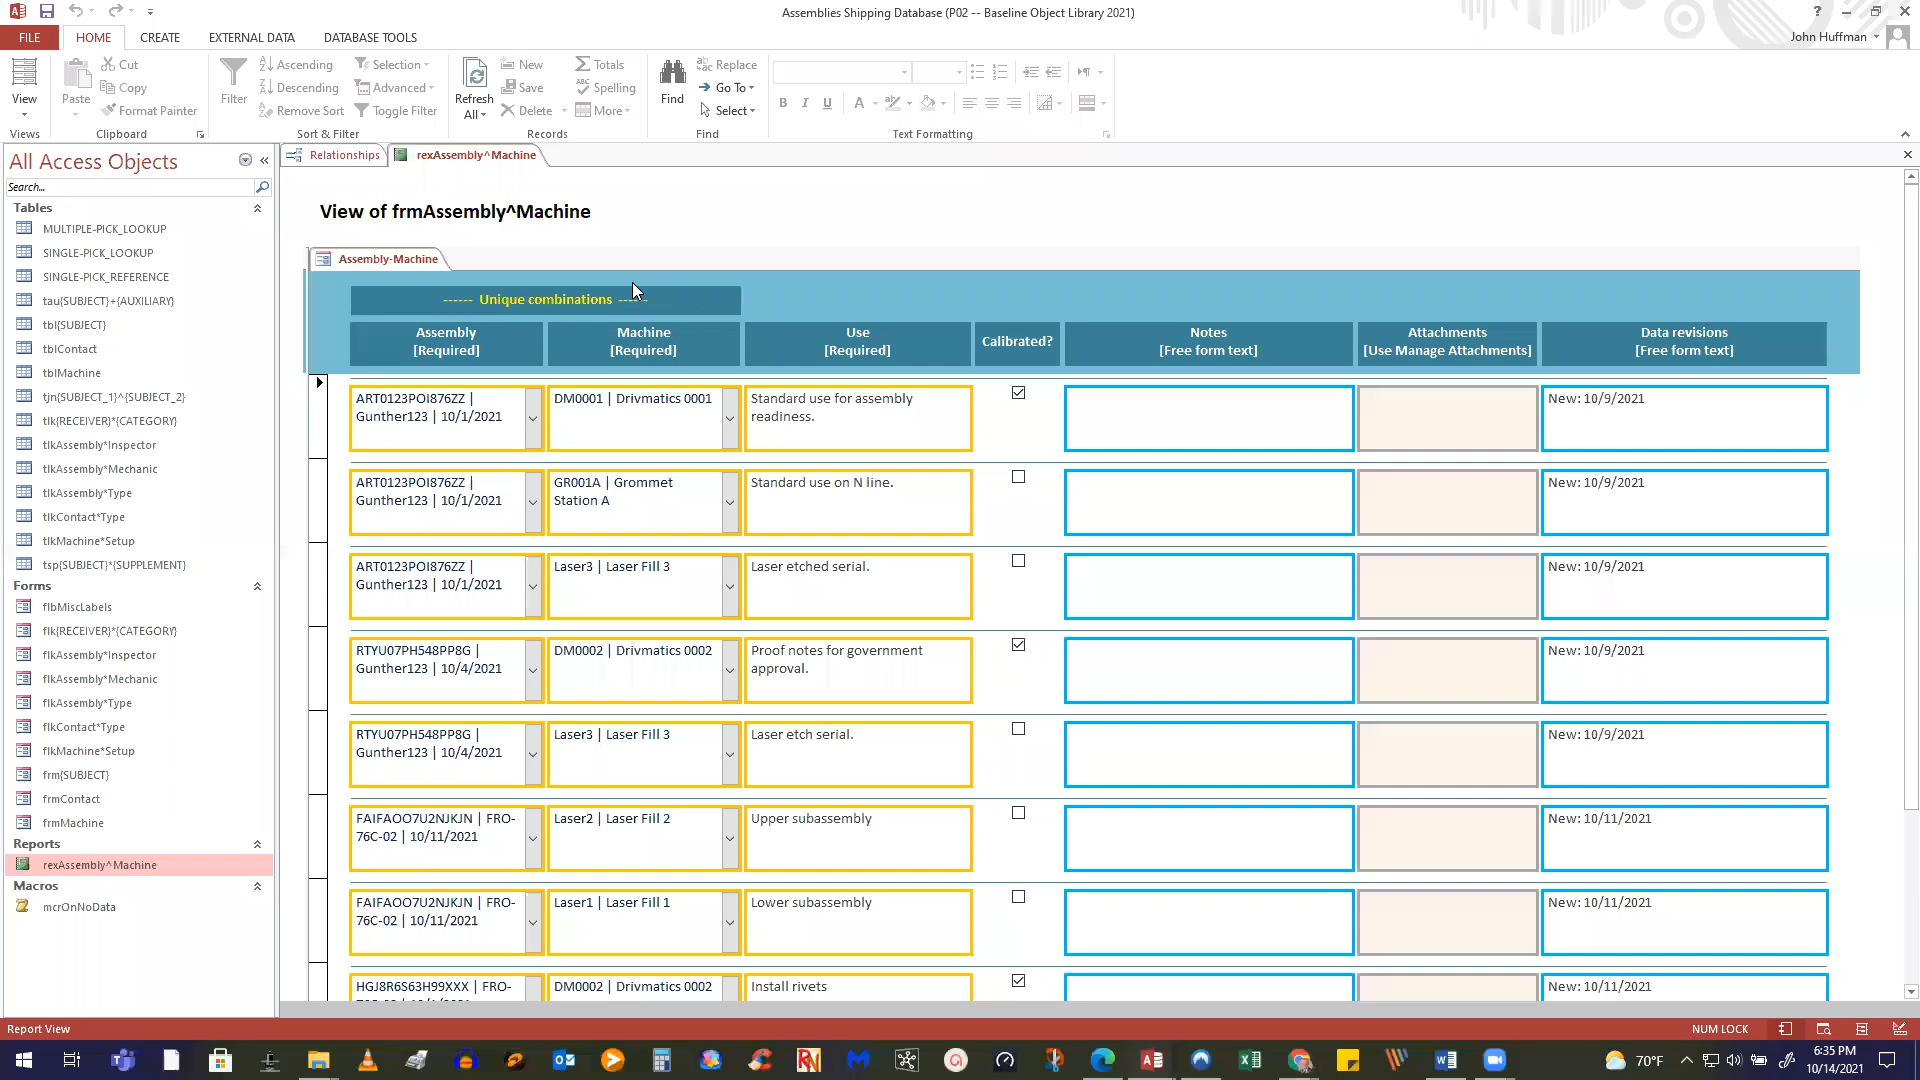 Assemblies Shipping Database (P02 -- Baseline Object Library 2021)
FILE HOME CREATE EXTERNAL DATA DATABASE TOOLS
John Huffman
View
Views
Paste
Cut
Copy
Format Painter
Clipboard
Filter
Ascending
Descending
Remove Sort
Selection
Advanced
Toggle Filter
Sort & Filter
Refresh
All
New
Save
Delete
Totals
Spelling
More
Records
Find
Replace
Go To
Select
Find
Text Formatting
All Access Objects
Search...
Tables
MULTIPLE-PICK_LOOKUP
SINGLE-PICK_LOOKUP
SINGLE-PICK_REFERENCE
tau{SUBJECT}+{AUXILIARY}
tbl{SUBJECT}
tblContact
tblMachine
tjn{SUBJECT_1}^{SUBJECT_2}
tlk{RECEIVER}*{CATEGORY}
tlkAssembly*Inspector
tlkAssembly*Mechanic
tlkAssembly*Type
tlkContact*Type
tlkMachine*Setup
tsp{SUBJECT}*{SUPPLEMENT}
Forms
flbMiscLabels
flk{RECEIVER}*{CATEGORY}
flkAssembly*Inspector
flkAssembly*Mechanic
flkAssembly*Type
flkContact*Type
flkMachine*Setup
frm{SUBJECT}
frmContact
frmMachine
Reports
rexAssembly^Machine
Macros
mcrOnNoData
Relationships
rexAssembly^Machine
View of frmAssembly^Machine
Assembly-Machine
------ Unique combinations ------
Assembly
[Required]
Machine
[Required]
Use
[Required]
Calibrated?
Notes
[Free form text]
Attachments
[Use Manage Attachments]
Data revisions
[Free form text]
ART0123POI876ZZ |
Gunther123 | 10/1/2021
DM0001 | Drivmatics 0001
Standard use for assembly
readiness.
New: 10/9/2021
ART0123POI876ZZ |
Gunther123 | 10/1/2021
GR001A | Grommet
Station A
Standard use on N line.
New: 10/9/2021
ART0123POI876ZZ |
Gunther123 | 10/1/2021
Laser3 | Laser Fill 3
Laser etched serial.
New: 10/9/2021
RTYU07PH548PP8G |
Gunther123 | 10/4/2021
DM0002 | Drivmatics 0002
Proof notes for government
approval.
New: 10/9/2021
RTYU07PH548PP8G |
Gunther123 | 10/4/2021
Laser3 | Laser Fill 3
Laser etch serial.
New: 10/9/2021
FAIFAOO7U2NJKJN | FRO-
76C-02 | 10/11/2021
Laser2 | Laser Fill 2
Upper subassembly
New: 10/11/2021
FAIFAOO7U2NJKJN | FRO-
76C-02 | 10/11/2021
Laser1 | Laser Fill 1
Lower subassembly
New: 10/11/2021
HGJ8R6S63H99XXX | FRO-
DM0002 | Drivmatics 0002
Install rivets
New: 10/11/2021
Report View
NUM LOCK
70°F
6:35 PM
10/14/2021